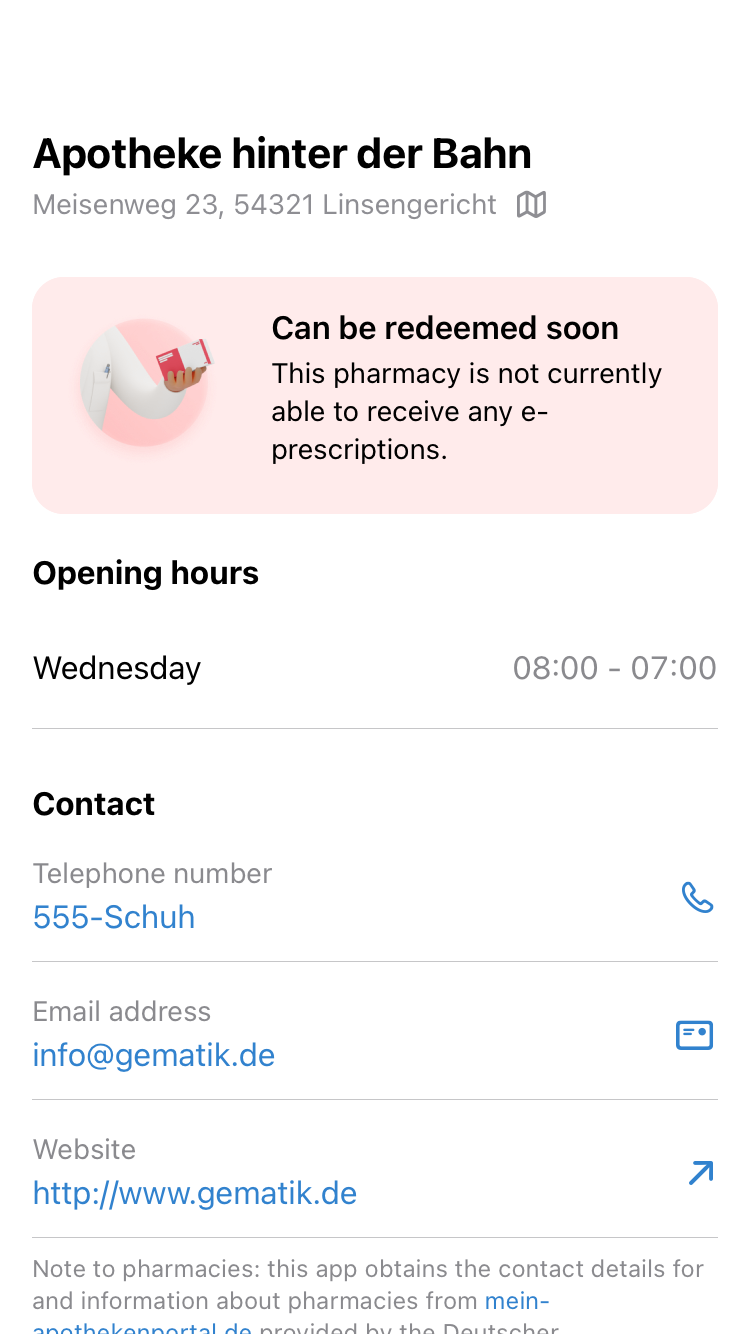 Apotheke hinter der Bahn
Meisenweg 23, 54321 Linsengericht
Can be redeemed soon
This pharmacy is not currently
able to receive any e-
prescriptions.
Opening hours
Wednesday 08:00 - 07:00
Contact
Telephone number
555-Schuh
Email address
info@gematik.de
Website
http://www.gematik.de
Note to pharmacies: this app obtains the contact details for
and information about pharmacies from mein-
apothekenportal.de provided by the Deutscher